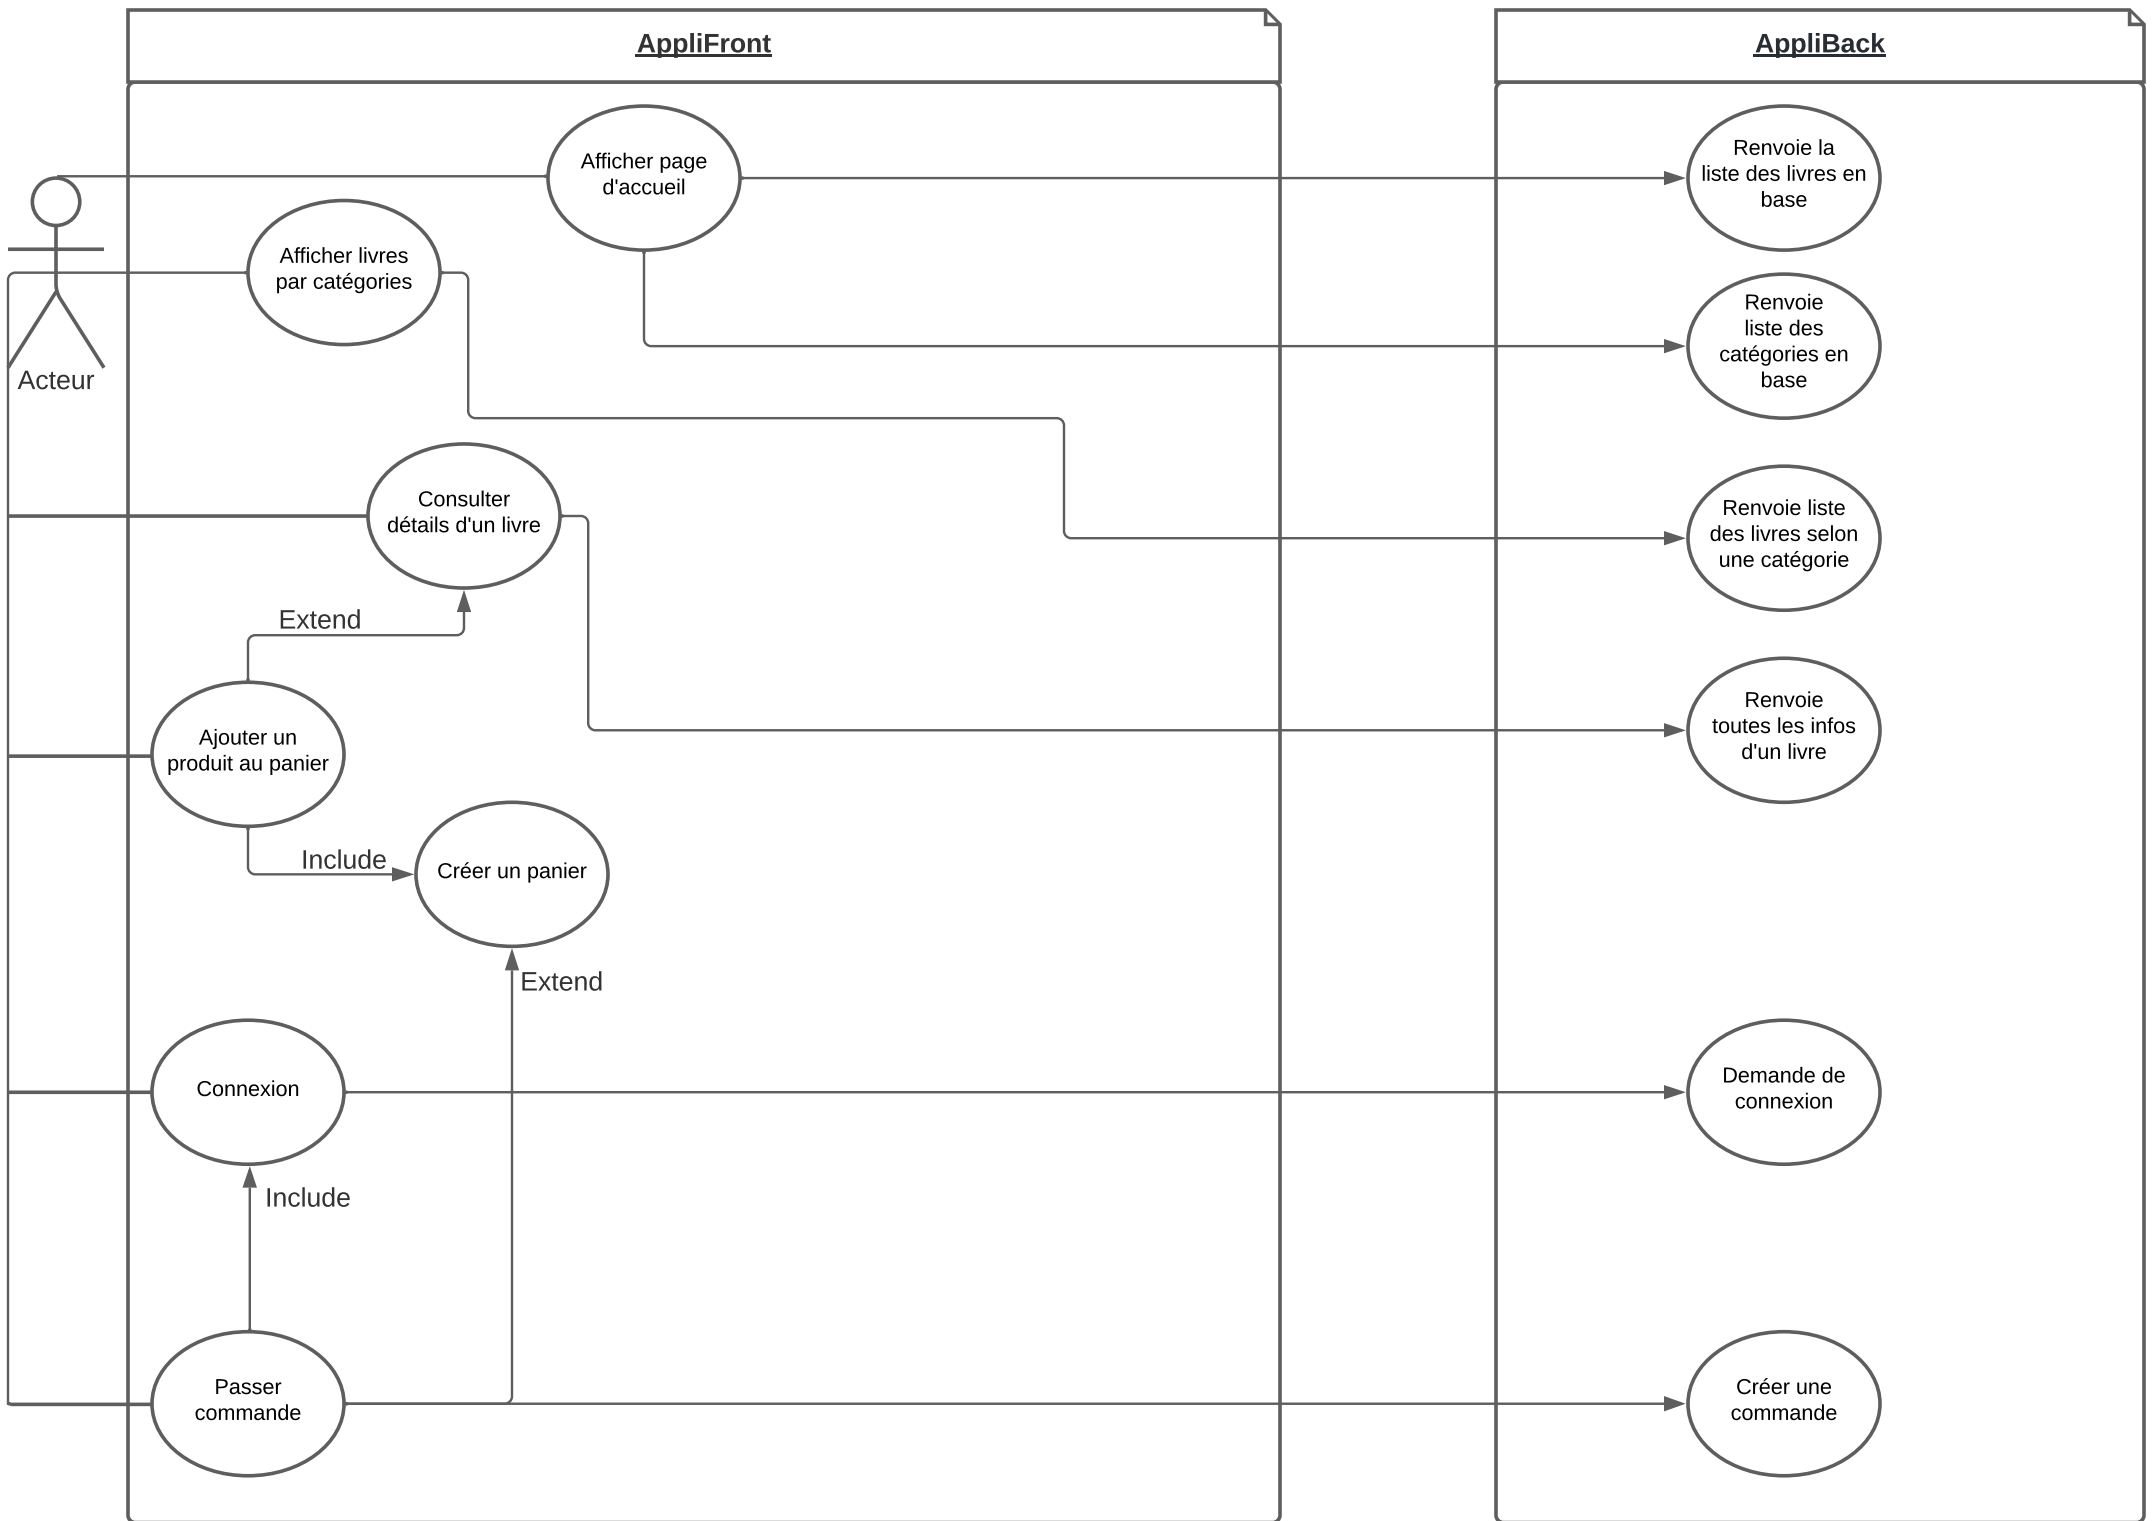 AppliFront
AppliBack
Afficher page
d'accueil
Renvoie la
liste des livres en
base
Afficher livres
par catégories
Renvoie
liste des
catégories en
base
Acteur
Consulter
détails d'un livre
Renvoie liste
des livres selon
une catégorie
Extend
Ajouter un
produit au panier
Renvoie
toutes les infos
d'un livre
Include
Créer un panier
Extend
Connexion
Demande de
connexion
Include
Passer
commande
Créer une
commande